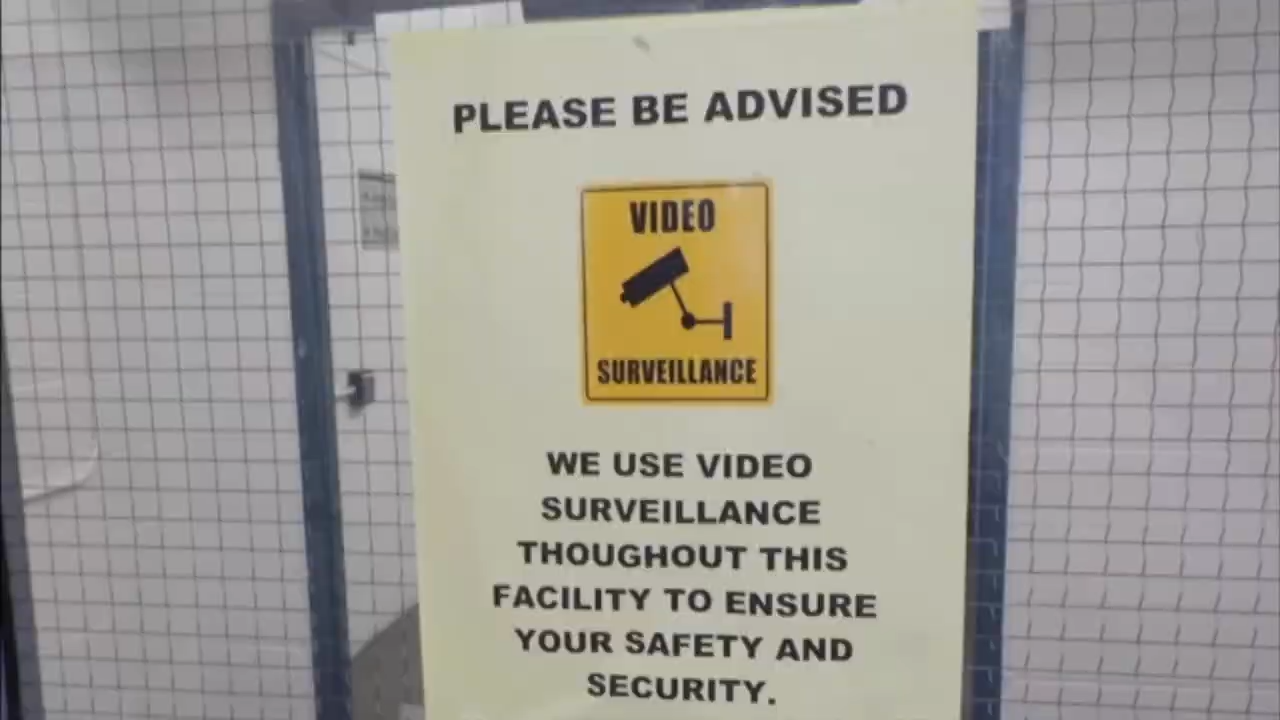 PLEASE BE ADVISED
VIDEO
SURVEILLANCE
WE USE VIDEO
SURVEILLANCE
THOUGHOUT THIS
FACILITY TO ENSURE
YOUR SAFETY AND
SECURITY.